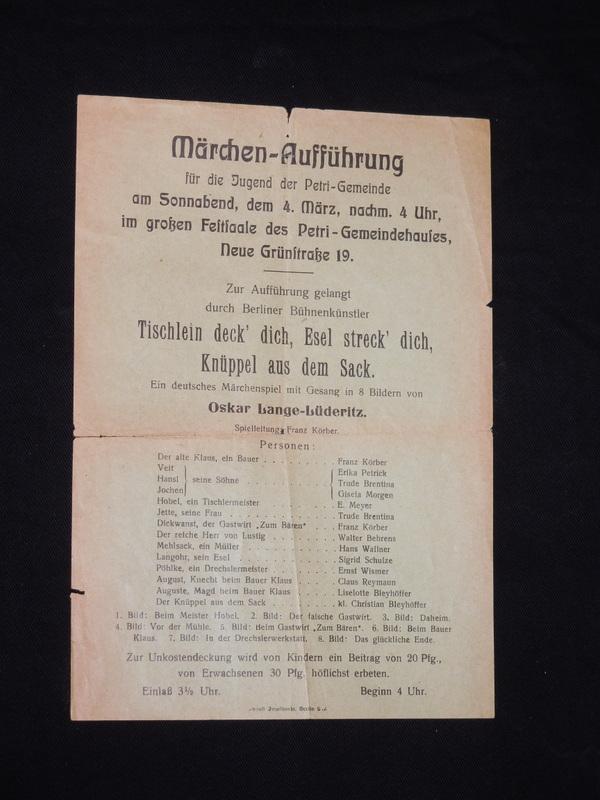 Märchen-Aufführung
für die Jugend der Petri-Gemeinde
am Sonnabend, dem 4. März, nachm. 4 Uhr,
im großen Festsaale des Petri-Gemeindehauses,
Neue Grünstraße 19.
Zur Aufführung gelangt
durch Berliner Bühnenkünstler
Tischlein deck' dich, Esel streck' dich,
Knüppel aus dem Sack.
Ein deutsches Märchenspiel mit Gesang in 8 Bildern von
Oskar Lange-Lüderitz.
Spielleitung: Franz Körber.
Personen:
Der alte Klaus, ein Bauer . . . . . . . . . Franz Körber
Veit } seine Söhne . . . . . . . . { Erika Petrick
Hansl Trude Brentina
Jochen Gisela Morgen
Hobel, ein Tischlermeister . . . . . . . . . E. Meyer
Jette, seine Frau . . . . . . . . . . . Trude Brentina
Dickwanst, der Gastwirt „Zum Bären“ . . . . Franz Körber
Der reiche Herr von Lustig . . . . . . . . Walter Behrens
Mehlsack, ein Müller . . . . . . . . . . Hans Wallner
Langohr, sein Esel . . . . . . . . . . . Sigrid Schulze
Pöhlke, ein Drechslermeister . . . . . . . . Ernst Wismer
August, Knecht beim Bauer Klaus . . . . . Claus Reymann
Auguste, Magd beim Bauer Klaus . . . . . Liselotte Bleyhöffer
Der Knüppel aus dem Sack . . . . . . . . kl. Christian Bleyhöffer
1. Bild: Beim Meister Hobel. 2. Bild: Der falsche Gastwirt. 3. Bild: Daheim.
4. Bild: Vor der Mühle. 5. Bild: Beim Gastwirt „Zum Bären“. 6. Bild: Beim Bauer
Klaus. 7. Bild: In der Drechslerwerkstatt. 8. Bild: Das glückliche Ende.
Zur Unkostendeckung wird von Kindern ein Beitrag von 20 Pfg.,
von Erwachsenen 30 Pfg. höflichst erbeten.
Einlaß 3½ Uhr. Beginn 4 Uhr.
Berlin